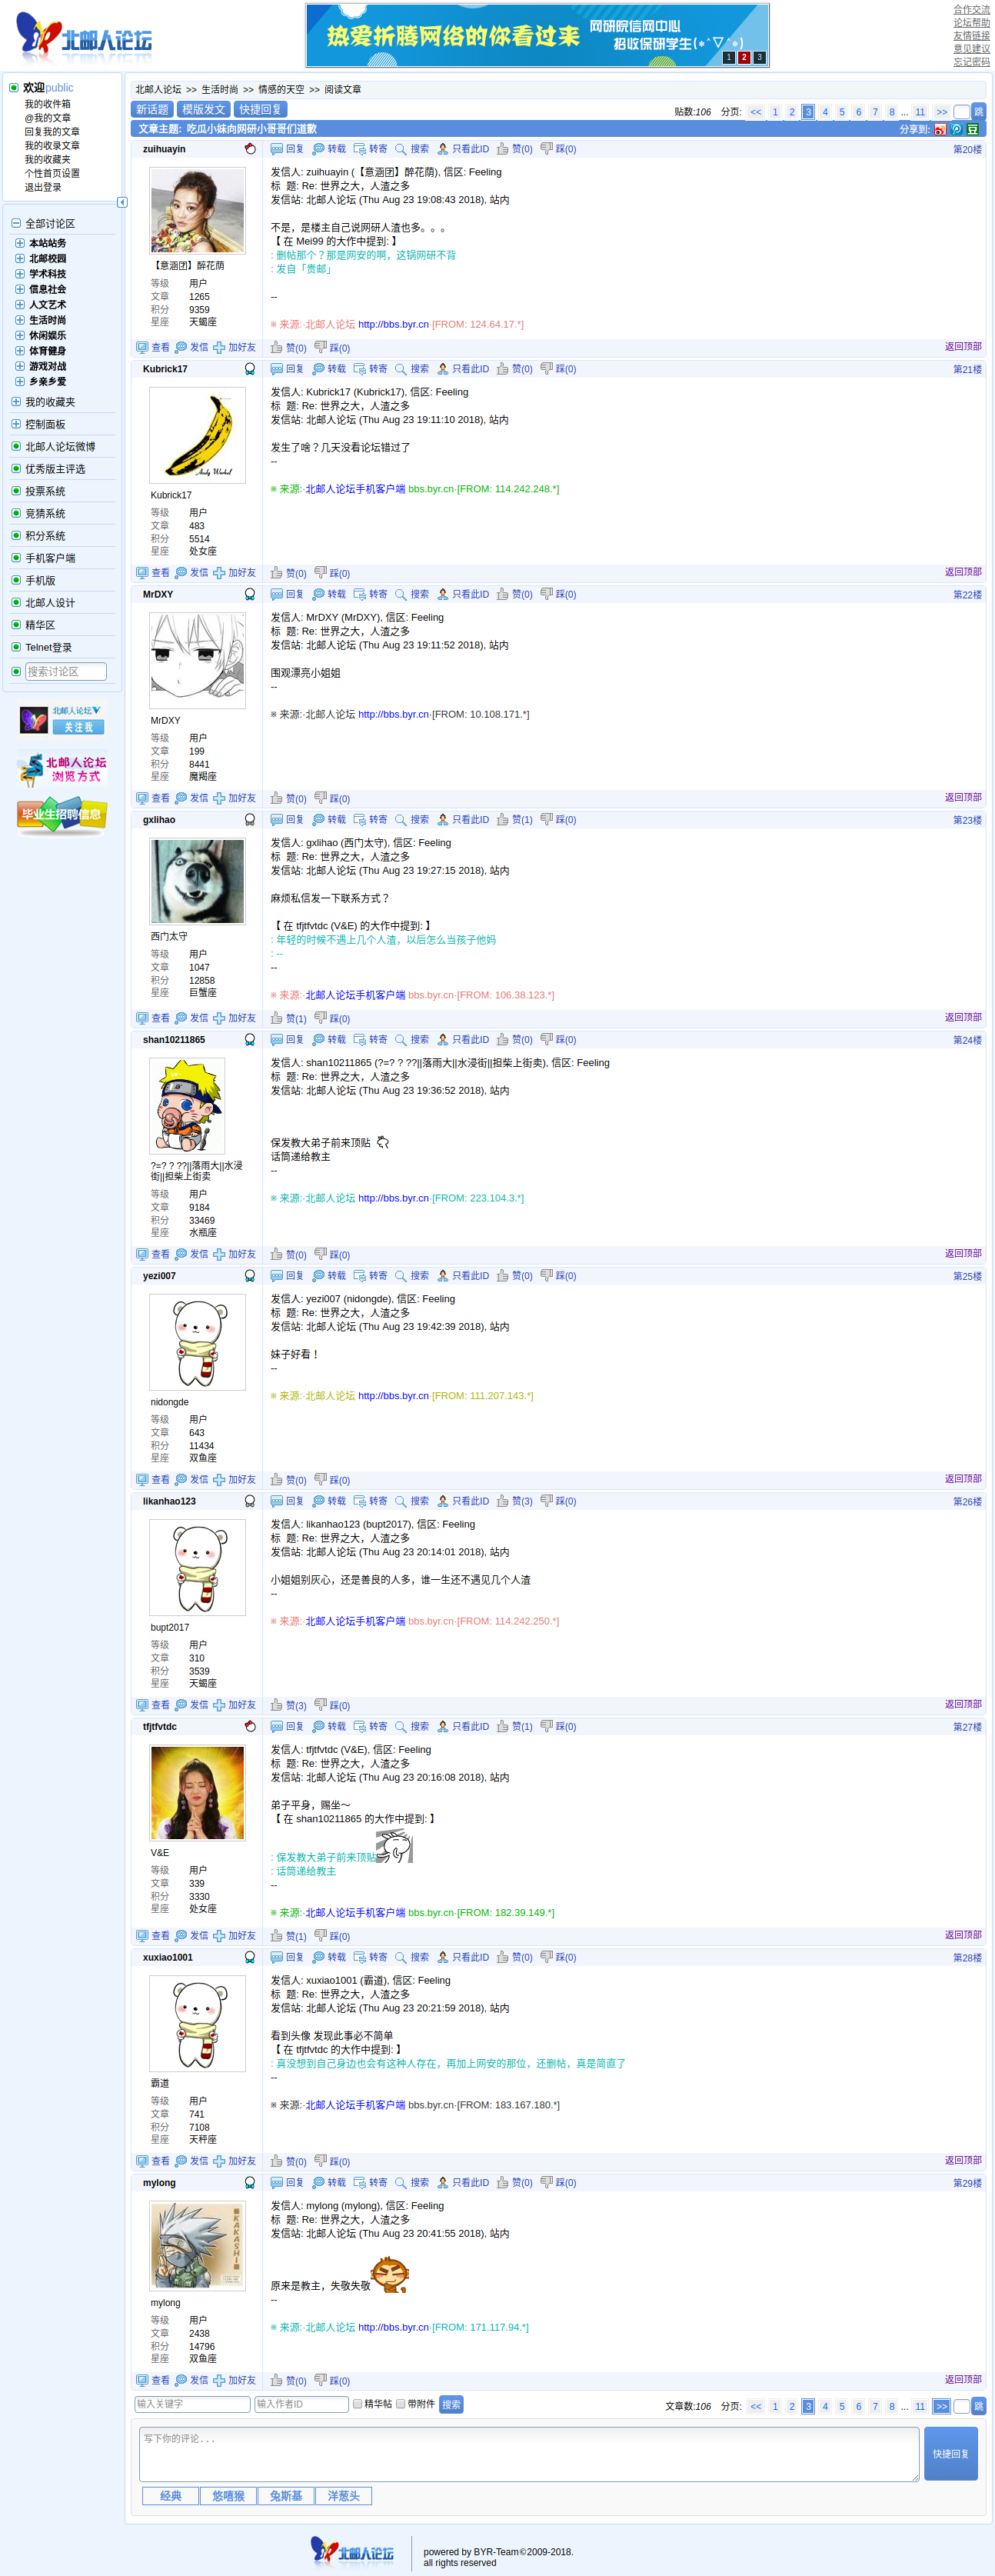 北邮人论坛
热爱折腾网络的你看过来
网研院信网中心
招收保研学生(*^▽^*)
1 2 3
合作交流
论坛帮助
友情链接
意见建议
忘记密码
欢迎public
我的收件箱
@我的文章
回复我的文章
我的收录文章
我的收藏夹
个性首页设置
退出登录
全部讨论区
本站站务
北邮校园
学术科技
信息社会
人文艺术
生活时尚
休闲娱乐
体育健身
游戏对战
乡亲乡爱
我的收藏夹
控制面板
北邮人论坛微博
优秀版主评选
投票系统
竞猜系统
积分系统
手机客户端
手机版
北邮人设计
精华区
Telnet登录
搜索讨论区
北邮人论坛
关注我
北邮人论坛
浏览方式
毕业生招聘信息
北邮人论坛 >> 生活时尚 >> 情感的天空 >> 阅读文章
新话题 模版发文 快捷回复
贴数:106 分页: << 1 2 3 4 5 6 7 8 ... 11 >> 跳
文章主题: 吃瓜小妹向网研小哥哥们道歉
分享到:
zuihuayin
回复 转载 转寄 搜索 只看此ID 赞(0) 踩(0) 第20楼
【意涵团】醉花荫
等级 用户
文章 1265
积分 9359
星座 天蝎座
发信人: zuihuayin (【意涵团】醉花荫), 信区: Feeling
标 题: Re: 世界之大，人渣之多
发信站: 北邮人论坛 (Thu Aug 23 19:08:43 2018), 站内
不是，是楼主自己说网研人渣也多。。。
【 在 Mei99 的大作中提到: 】
: 删帖那个？那是网安的啊，这锅网研不背
: 发自「贵邮」
--
※ 来源:·北邮人论坛 http://bbs.byr.cn·[FROM: 124.64.17.*]
查看 发信 加好友 赞(0) 踩(0) 返回顶部
Kubrick17
回复 转载 转寄 搜索 只看此ID 赞(0) 踩(0) 第21楼
Andy Warhol
Kubrick17
等级 用户
文章 483
积分 5514
星座 处女座
发信人: Kubrick17 (Kubrick17), 信区: Feeling
标 题: Re: 世界之大，人渣之多
发信站: 北邮人论坛 (Thu Aug 23 19:11:10 2018), 站内
发生了啥？几天没看论坛错过了
--
※ 来源:·北邮人论坛手机客户端 bbs.byr.cn·[FROM: 114.242.248.*]
查看 发信 加好友 赞(0) 踩(0) 返回顶部
MrDXY
回复 转载 转寄 搜索 只看此ID 赞(0) 踩(0) 第22楼
MrDXY
等级 用户
文章 199
积分 8441
星座 魔羯座
发信人: MrDXY (MrDXY), 信区: Feeling
标 题: Re: 世界之大，人渣之多
发信站: 北邮人论坛 (Thu Aug 23 19:11:52 2018), 站内
围观漂亮小姐姐
--
※ 来源:·北邮人论坛 http://bbs.byr.cn·[FROM: 10.108.171.*]
查看 发信 加好友 赞(0) 踩(0) 返回顶部
gxlihao
回复 转载 转寄 搜索 只看此ID 赞(1) 踩(0) 第23楼
西门太守
等级 用户
文章 1047
积分 12858
星座 巨蟹座
发信人: gxlihao (西门太守), 信区: Feeling
标 题: Re: 世界之大，人渣之多
发信站: 北邮人论坛 (Thu Aug 23 19:27:15 2018), 站内
麻烦私信发一下联系方式？
【 在 tfjtfvtdc (V&E) 的大作中提到: 】
: 年轻的时候不遇上几个人渣，以后怎么当孩子他妈
: --
--
※ 来源:·北邮人论坛手机客户端 bbs.byr.cn·[FROM: 106.38.123.*]
查看 发信 加好友 赞(1) 踩(0) 返回顶部
shan10211865
回复 转载 转寄 搜索 只看此ID 赞(0) 踩(0) 第24楼
?=? ? ??||落雨大||水浸
街||担柴上街卖
等级 用户
文章 9184
积分 33469
星座 水瓶座
发信人: shan10211865 (?=? ? ??||落雨大||水浸街||担柴上街卖), 信区: Feeling
标 题: Re: 世界之大，人渣之多
发信站: 北邮人论坛 (Thu Aug 23 19:36:52 2018), 站内
保发教大弟子前来顶贴
话筒递给教主
--
※ 来源:·北邮人论坛 http://bbs.byr.cn·[FROM: 223.104.3.*]
查看 发信 加好友 赞(0) 踩(0) 返回顶部
yezi007
回复 转载 转寄 搜索 只看此ID 赞(0) 踩(0) 第25楼
nidongde
等级 用户
文章 643
积分 11434
星座 双鱼座
发信人: yezi007 (nidongde), 信区: Feeling
标 题: Re: 世界之大，人渣之多
发信站: 北邮人论坛 (Thu Aug 23 19:42:39 2018), 站内
妹子好看！
--
※ 来源:·北邮人论坛 http://bbs.byr.cn·[FROM: 111.207.143.*]
查看 发信 加好友 赞(0) 踩(0) 返回顶部
likanhao123
回复 转载 转寄 搜索 只看此ID 赞(3) 踩(0) 第26楼
bupt2017
等级 用户
文章 310
积分 3539
星座 天蝎座
发信人: likanhao123 (bupt2017), 信区: Feeling
标 题: Re: 世界之大，人渣之多
发信站: 北邮人论坛 (Thu Aug 23 20:14:01 2018), 站内
小姐姐别灰心，还是善良的人多，谁一生还不遇见几个人渣
--
※ 来源:·北邮人论坛手机客户端 bbs.byr.cn·[FROM: 114.242.250.*]
查看 发信 加好友 赞(3) 踩(0) 返回顶部
tfjtfvtdc
回复 转载 转寄 搜索 只看此ID 赞(1) 踩(0) 第27楼
V&E
等级 用户
文章 339
积分 3330
星座 处女座
发信人: tfjtfvtdc (V&E), 信区: Feeling
标 题: Re: 世界之大，人渣之多
发信站: 北邮人论坛 (Thu Aug 23 20:16:08 2018), 站内
弟子平身，赐坐～
【 在 shan10211865 的大作中提到: 】
: 保发教大弟子前来顶贴
: 话筒递给教主
--
※ 来源:·北邮人论坛手机客户端 bbs.byr.cn·[FROM: 182.39.149.*]
查看 发信 加好友 赞(1) 踩(0) 返回顶部
xuxiao1001
回复 转载 转寄 搜索 只看此ID 赞(0) 踩(0) 第28楼
霸道
等级 用户
文章 741
积分 7108
星座 天秤座
发信人: xuxiao1001 (霸道), 信区: Feeling
标 题: Re: 世界之大，人渣之多
发信站: 北邮人论坛 (Thu Aug 23 20:21:59 2018), 站内
看到头像 发现此事必不简单
【 在 tfjtfvtdc 的大作中提到: 】
: 真没想到自己身边也会有这种人存在，再加上网安的那位，还删帖，真是简直了
--
※ 来源:·北邮人论坛手机客户端 bbs.byr.cn·[FROM: 183.167.180.*]
查看 发信 加好友 赞(0) 踩(0) 返回顶部
mylong
回复 转载 转寄 搜索 只看此ID 赞(0) 踩(0) 第29楼
KAKASHI
mylong
等级 用户
文章 2438
积分 14796
星座 双鱼座
发信人: mylong (mylong), 信区: Feeling
标 题: Re: 世界之大，人渣之多
发信站: 北邮人论坛 (Thu Aug 23 20:41:55 2018), 站内
原来是教主，失敬失敬
--
※ 来源:·北邮人论坛 http://bbs.byr.cn·[FROM: 171.117.94.*]
查看 发信 加好友 赞(0) 踩(0) 返回顶部
输入关键字 输入作者ID 精华帖 带附件 搜索
文章数:106 分页: << 1 2 3 4 5 6 7 8 ... 11 >> 跳
写下你的评论...
快捷回复
经典 悠嘻猴 兔斯基 洋葱头
北邮人论坛
powered by BYR-Team©2009-2018.
all rights reserved